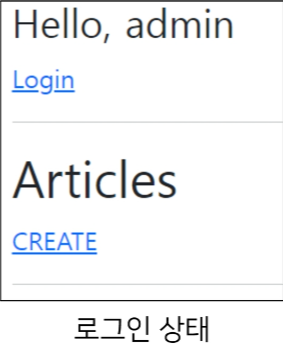 Hello, admin
Login
Articles
CREATE
로그인 상태